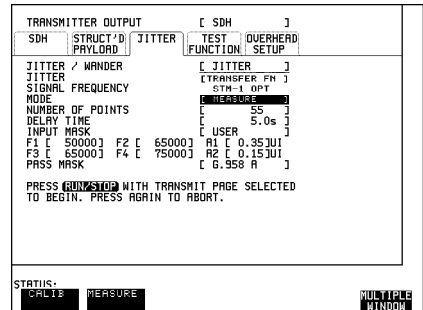 TRANSMITTER OUTPUT [ SDH ]
SDH STRUCT'D PAYLOAD JITTER TEST FUNCTION OVERHEAD SETUP
JITTER / WANDER [ JITTER ]
JITTER [TRANSFER FN ]
SIGNAL FREQUENCY STM-1 OPT
MODE [ MEASURE ]
NUMBER OF POINTS [ 55 ]
DELAY TIME [ 5.0s ]
INPUT MASK [ USER ]
F1 [ 50000] F2 [ 65000] A1 [ 0.35]UI
F3 [ 65000] F4 [ 75000] A2 [ 0.15]UI
PASS MASK [ G.958 A ]
PRESS RUN/STOP WITH TRANSMIT PAGE SELECTED
TO BEGIN. PRESS AGAIN TO ABORT.
STATUS:
CALIB MEASURE MULTIPLE WINDOW